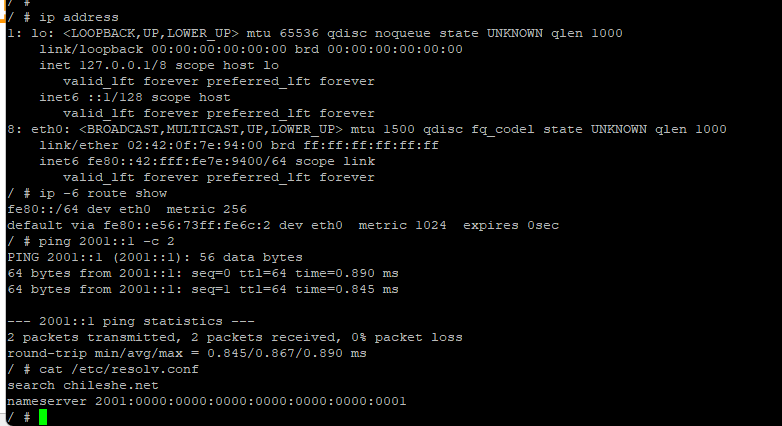 / #
/ # ip address
1: lo: <LOOPBACK,UP,LOWER_UP> mtu 65536 qdisc noqueue state UNKNOWN qlen 1000
    link/loopback 00:00:00:00:00:00 brd 00:00:00:00:00:00
    inet 127.0.0.1/8 scope host lo
       valid_lft forever preferred_lft forever
    inet6 ::1/128 scope host
       valid_lft forever preferred_lft forever
8: eth0: <BROADCAST,MULTICAST,UP,LOWER_UP> mtu 1500 qdisc fq_codel state UNKNOWN qlen 1000
    link/ether 02:42:0f:7e:94:00 brd ff:ff:ff:ff:ff:ff
    inet6 fe80::42:fff:fe7e:9400/64 scope link
       valid_lft forever preferred_lft forever
/ # ip -6 route show
fe80::/64 dev eth0  metric 256
default via fe80::e56:73ff:fe6c:2 dev eth0  metric 1024  expires 0sec
/ # ping 2001::1 -c 2
PING 2001::1 (2001::1): 56 data bytes
64 bytes from 2001::1: seq=0 ttl=64 time=0.890 ms
64 bytes from 2001::1: seq=1 ttl=64 time=0.845 ms

--- 2001::1 ping statistics ---
2 packets transmitted, 2 packets received, 0% packet loss
round-trip min/avg/max = 0.845/0.867/0.890 ms
/ # cat /etc/resolv.conf
search chileshe.net
nameserver 2001:0000:0000:0000:0000:0000:0000:0001
/ #